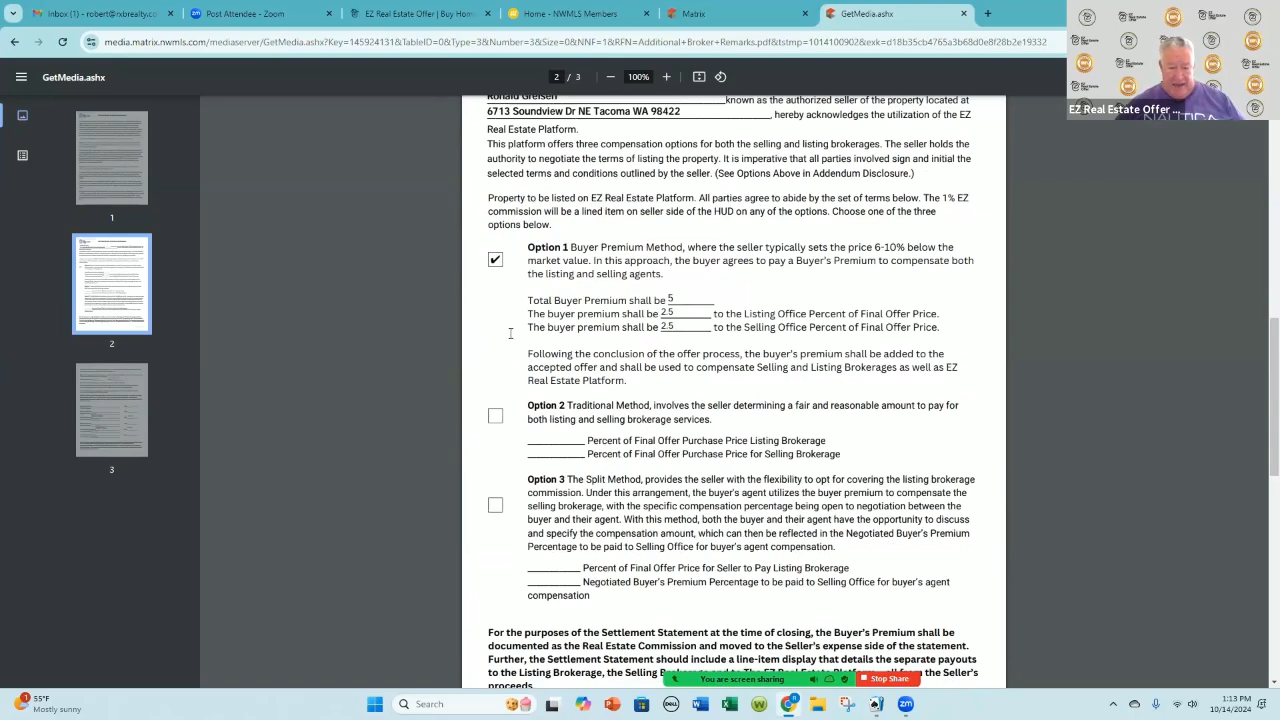 Inbox (1) - robert@rxbrealty.c
Post Attendee - Zoom
EZ Real Estate Offer | Buy Home
Home - NWMLS Members
Matrix
GetMedia.ashx
media.matrix.nwmls.com/mediaserver/GetMedia.ashx?Key=145924131&TableID=0&Type=3&Number=3&Size=0&NNF=1&RFN=Additional+Broker+Remarks.pdf&tstmp=1014100902&exk=d18b35cb4765a3b68d0e8f28b2e19332
GetMedia.ashx
2 / 3
100%
EZ Real Estate Offer ...
1
2
3
Ronald Greisen known as the authorized seller of the property located at
6713 Soundview Dr NE Tacoma WA 98422 , hereby acknowledges the utilization of the EZ
Real Estate Platform.
This platform offers three compensation options for both the selling and listing brokerages. The seller holds the
authority to negotiate the terms of listing the property. It is imperative that all parties involved sign and initial the
selected terms and conditions outlined by the seller. (See Options Above in Addendum Disclosure.)
Property to be listed on EZ Real Estate Platform. All parties agree to abide by the set of terms below. The 1% EZ
commission will be a lined item on seller side of the HUD on any of the options. Choose one of the three
options below.
✔ Option 1 Buyer Premium Method, where the seller typically sets the price 6-10% below the
market value. In this approach, the buyer agrees to pay a Buyer's Premium to compensate both
the listing and selling agents.
Total Buyer Premium shall be 5
The buyer premium shall be 2.5 to the Listing Office Percent of Final Offer Price.
The buyer premium shall be 2.5 to the Selling Office Percent of Final Offer Price.
Following the conclusion of the offer process, the buyer's premium shall be added to the
accepted offer and shall be used to compensate Selling and Listing Brokerages as well as EZ
Real Estate Platform.
Option 2 Traditional Method, involves the seller determining a fair and reasonable amount to pay for
both listing and selling brokerage services.
Percent of Final Offer Purchase Price Listing Brokerage
Percent of Final Offer Purchase Price for Selling Brokerage
Option 3 The Split Method, provides the seller with the flexibility to opt for covering the listing brokerage
commission. Under this arrangement, the buyer's agent utilizes the buyer premium to compensate the
selling brokerage, with the specific compensation percentage being open to negotiation between the
buyer and their agent. With this method, both the buyer and their agent have the opportunity to discuss
and specify the compensation amount, which can then be reflected in the Negotiated Buyer's Premium
Percentage to be paid to Selling Office for buyer's agent compensation.
Percent of Final Offer Price for Seller to Pay Listing Brokerage
Negotiated Buyer's Premium Percentage to be paid to Selling Office for buyer's agent
compensation
For the purposes of the Settlement Statement at the time of closing, the Buyer's Premium shall be
documented as the Real Estate Commission and moved to the Seller's expense side of the statement.
Further, the Settlement Statement should include a line-item display that details the separate payouts
to the Listing Brokerage, the Selling the Seller's
proceeds
You are screen sharing
Stop Share
55°F
Mostly sunny
Search
1:13 PM
10/14/2024